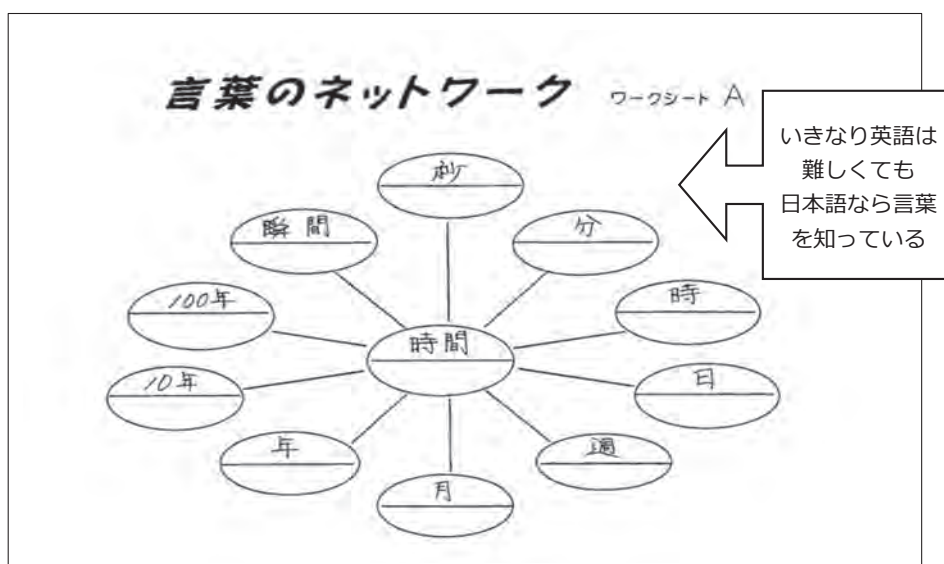 言葉のネットワーク ワークシート A
いきなり英語は
難しくても
日本語なら言葉
を知っている
秒
瞬間
分
100年
時
時間
10年
日
年
週
月